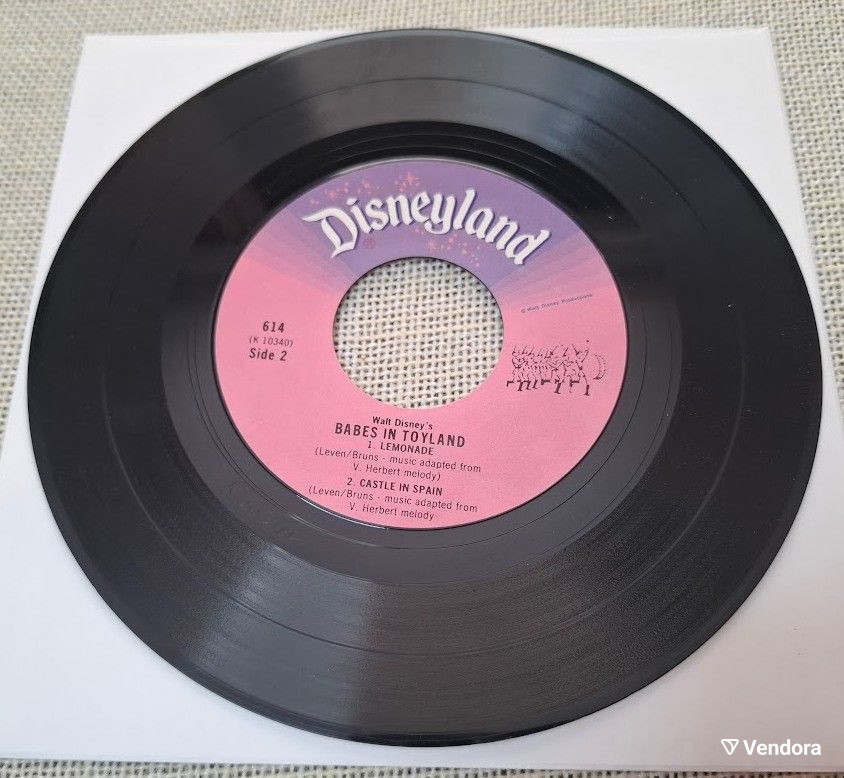 Disneyland
®
© Walt Disney Productions
614
(K 10340)
Side 2
Walt Disney's
BABES IN TOYLAND
1. LEMONADE
(Leven/Bruns - music adapted from
V. Herbert melody)
2. CASTLE IN SPAIN
(Leven/Bruns - music adapted from
V. Herbert melody
Vendora